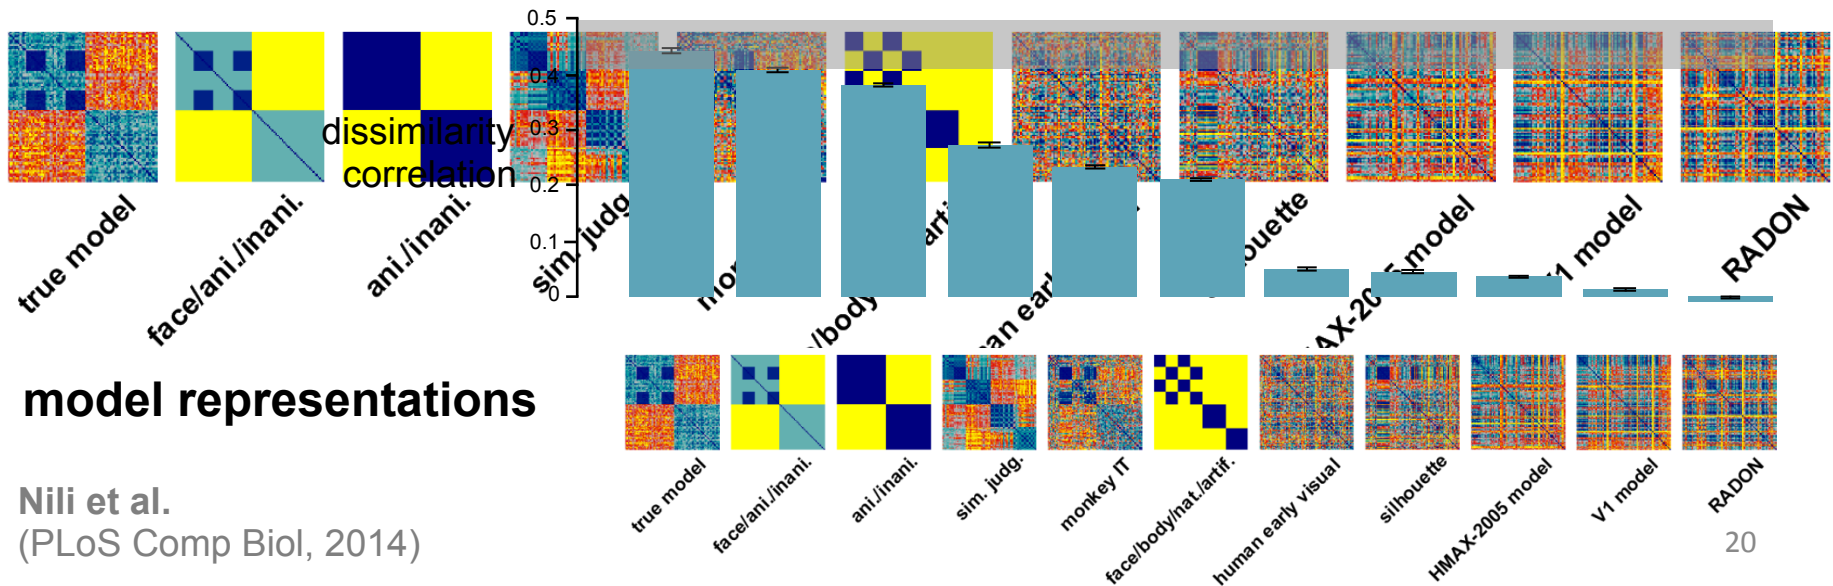 0.5
0.4
0.3
0.2
0.1
0
dissimilarity
correlation
true model
face/ani./inani.
ani./inani.
sim. judg.
RADON
model representations
true model
face/ani./inani.
ani./inani.
sim. judg.
monkey IT
face/body/nat./artif.
human early visual
silhouette
HMAX-2005 model
V1 model
RADON
Nili et al.
(PLoS Comp Biol, 2014)
20